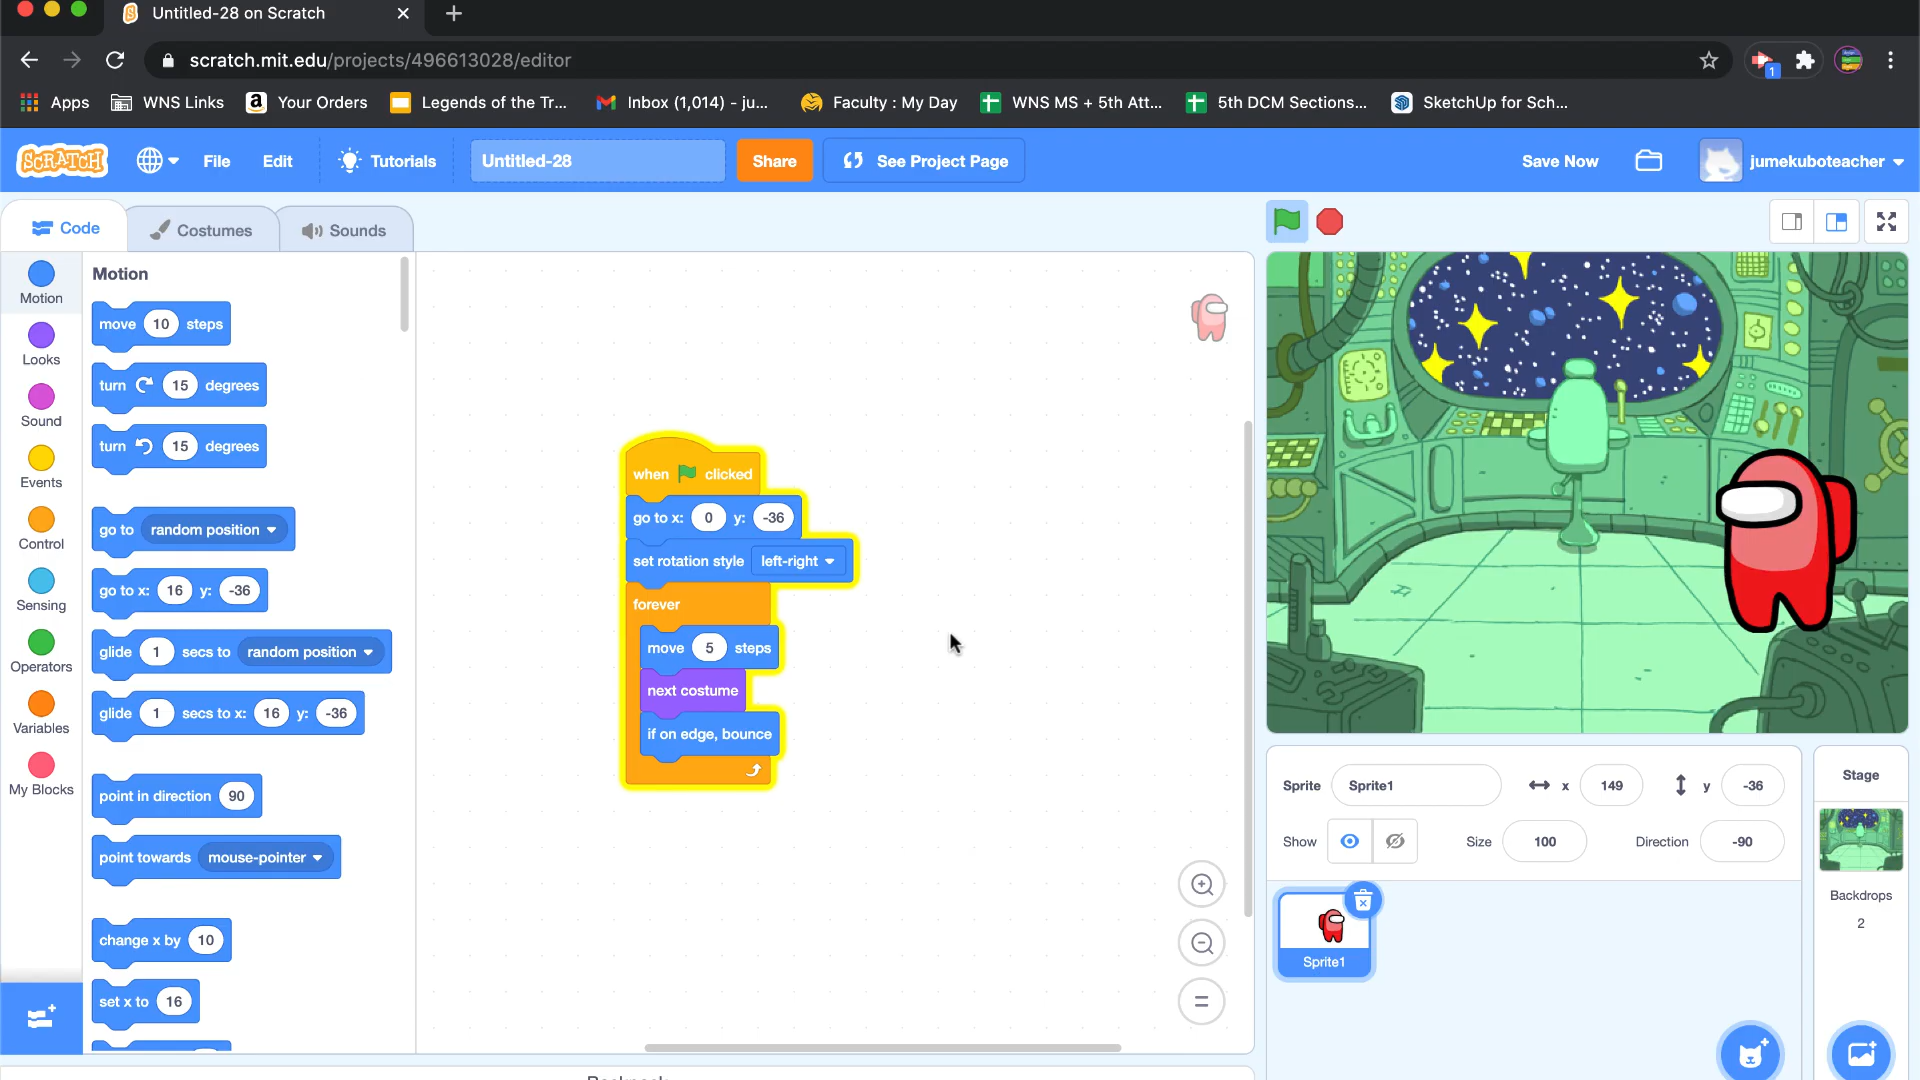 Untitled-28 on Scratch
scratch.mit.edu/projects/496613028/editor
1
Apps
WNS Links
Your Orders
Legends of the Tr...
Inbox (1,014) - ju...
Faculty : My Day
WNS MS + 5th Att...
5th DCM Sections...
SketchUp for Sch...
SCRATCH
File
Edit
Tutorials
Untitled-28
Share
See Project Page
Save Now
jumekuboteacher
Code
Costumes
Sounds
Motion
Looks
Sound
Events
Control
Sensing
Operators
Variables
My Blocks
Motion
move 10 steps
turn 15 degrees
turn 15 degrees
go to random position
go to x: 16 y: -36
glide 1 secs to random position
glide 1 secs to x: 16 y: -36
point in direction 90
point towards mouse-pointer
change x by 10
set x to 16
when clicked
go to x: 0 y: -36
set rotation style left-right
forever
move 5 steps
next costume
if on edge, bounce
Sprite Sprite1 x 149 y -36
Show Size 100 Direction -90
Sprite1
Stage
Backdrops
2